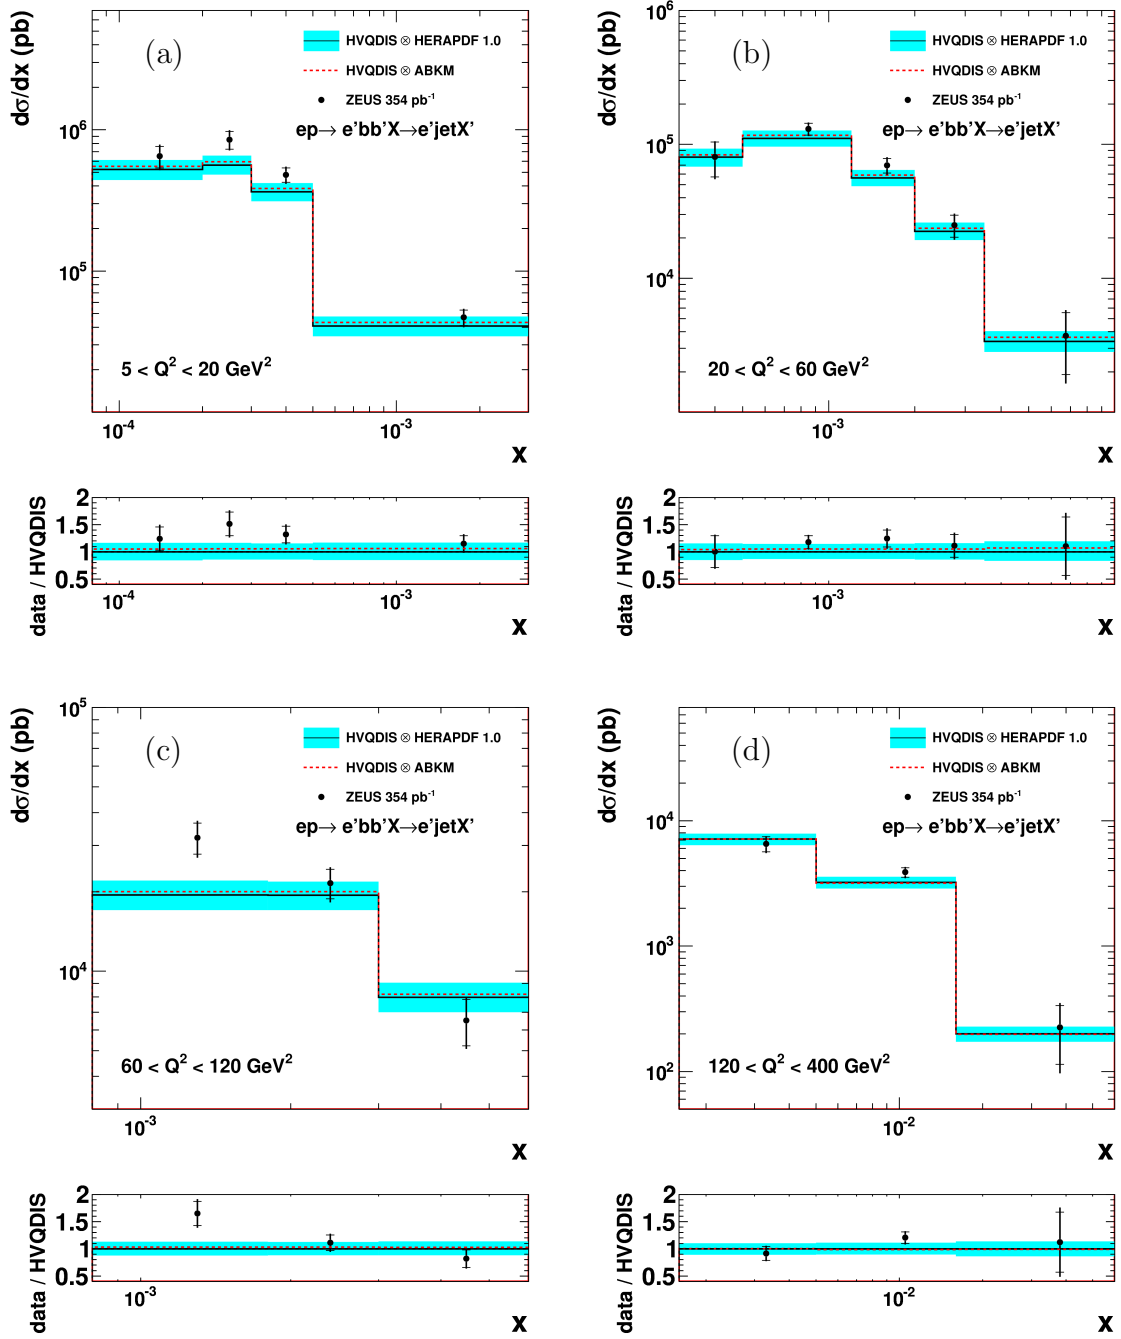 dσ/dx (pb)
(a)
HVQDIS ⊗ HERAPDF 1.0
HVQDIS ⊗ ABKM
ZEUS 354 pb⁻¹
ep→ e'bb'X→e'jetX'
10⁶
10⁵
5 < Q² < 20 GeV²
10⁻⁴
10⁻³
x
data / HVQDIS
2
1.5
1
0.5
10⁻⁴
10⁻³
x
dσ/dx (pb)
(b)
HVQDIS ⊗ HERAPDF 1.0
HVQDIS ⊗ ABKM
ZEUS 354 pb⁻¹
ep→ e'bb'X→e'jetX'
10⁶
10⁵
10⁴
20 < Q² < 60 GeV²
10⁻³
x
data / HVQDIS
2
1.5
1
0.5
10⁻³
x
dσ/dx (pb)
(c)
HVQDIS ⊗ HERAPDF 1.0
HVQDIS ⊗ ABKM
ZEUS 354 pb⁻¹
ep→ e'bb'X→e'jetX'
10⁵
10⁴
60 < Q² < 120 GeV²
10⁻³
x
data / HVQDIS
2
1.5
1
0.5
10⁻³
x
dσ/dx (pb)
(d)
HVQDIS ⊗ HERAPDF 1.0
HVQDIS ⊗ ABKM
ZEUS 354 pb⁻¹
ep→ e'bb'X→e'jetX'
10⁴
10³
10²
120 < Q² < 400 GeV²
10⁻²
x
data / HVQDIS
2
1.5
1
0.5
10⁻²
x